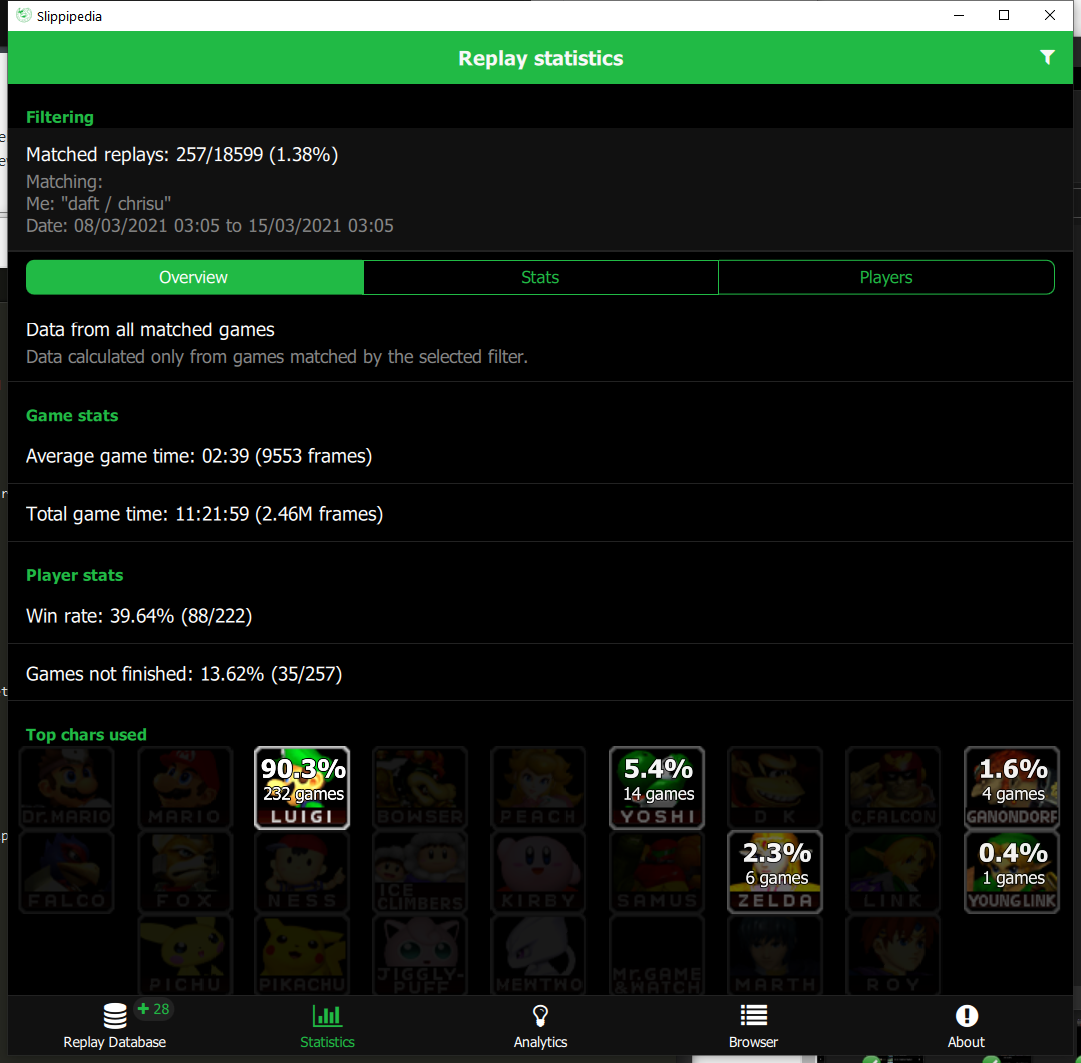 Slippipedia
Replay statistics
Filtering
Matched replays: 257/18599 (1.38%)
Matching:
Me: "daft / chrisu"
Date: 08/03/2021 03:05 to 15/03/2021 03:05
Overview Stats Players
Data from all matched games
Data calculated only from games matched by the selected filter.
Game stats
Average game time: 02:39 (9553 frames)
Total game time: 11:21:59 (2.46M frames)
Player stats
Win rate: 39.64% (88/222)
Games not finished: 13.62% (35/257)
Top chars used
90.3% 5.4% 1.6%
232 games 14 games 4 games
DR.MARIO MARIO LUIGI BOWSER PEACH YOSHI D K C.FALCON GANONDORF
2.3% 0.4%
6 games 1 games
FALCO FOX NESS ICE CLIMBERS KIRBY SAMUS ZELDA LINK YOUNG LINK
PICHU PIKACHU JIGGLY-PUFF MEWTWO Mr.GAME &WATCH MARTH ROY
+ 28
Replay Database Statistics Analytics Browser About